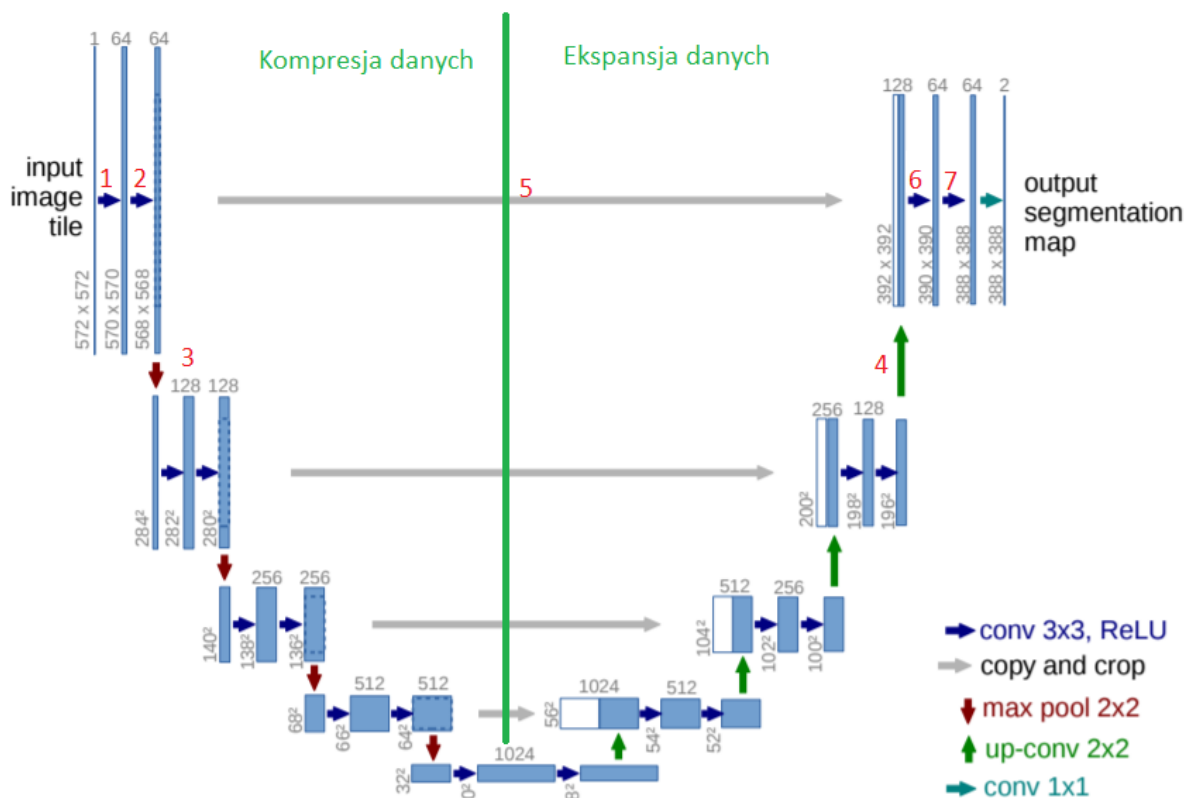 1 64 64
Kompresja danych
Ekspansja danych
128 64 64 2
input
image
tile
1 2
5
6 7
output
segmentation
map
572 x 572
570 x 570
568 x 568
392 x 392
390 x 390
388 x 388
388 x 388
3
4
128 128
256 128
284²
282²
280²
200²
198²
196²
256 256
512 256
140²
138²
136²
104²
102²
100²
512 512
1024 512
68²
66²
64²
56²
54²
52²
1024
32²
conv 3x3, ReLU
copy and crop
max pool 2x2
up-conv 2x2
conv 1x1